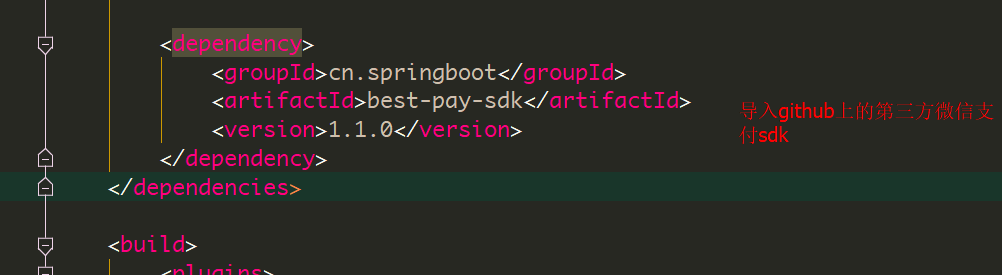 <dependency>
<groupId>cn.springboot</groupId>
<artifactId>best-pay-sdk</artifactId>
<version>1.1.0</version>
</dependency>
</dependencies>
<build>
<plugins>
导入github上的第三方微信支
付sdk